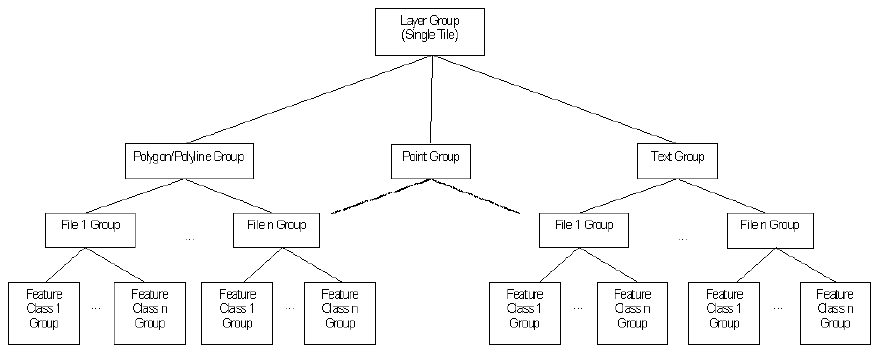 Layer Group
(Single Tile)
Polygon/Polyline Group
Point Group
Text Group
File 1 Group
...
File n Group
File 1 Group
...
File n Group
Feature
Class 1
Group
...
Feature
Class n
Group
Feature
Class 1
Group
...
Feature
Class n
Group
Feature
Class 1
Group
...
Feature
Class n
Group
Feature
Class 1
Group
...
Feature
Class n
Group